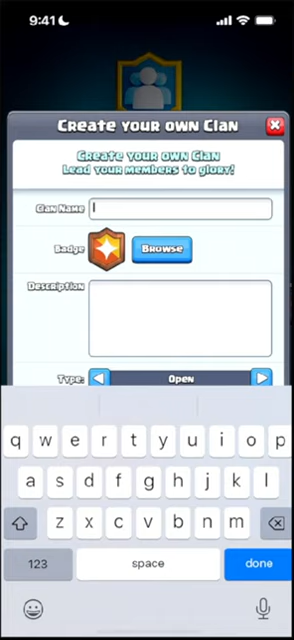 9:41
Create your own Clan
Create your own Clan
Lead your members to glory!
Clan Name
Badge
Browse
Description
Type:
Open
q w e r t y u i o p
a s d f g h j k l
z x c v b n m
123
space
done